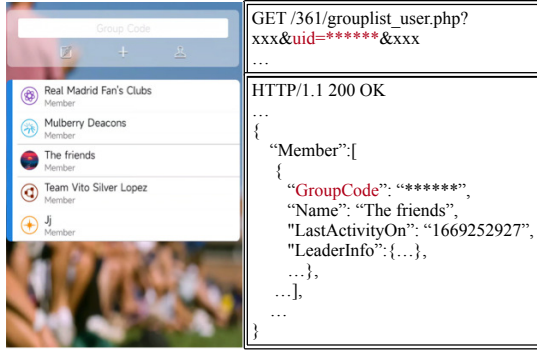 Group Code
Real Madrid Fan's Clubs
Member
Mulberry Deacons
Member
The friends
Member
Team Vito Silver Lopez
Member
Jj
Member
GET /361/grouplist_user.php?
xxx&uid=******&xxx
…
HTTP/1.1 200 OK
…
{
“Member”:[
{
“GroupCode”: “******”,
“Name”: “The friends”,
"LastActivityOn": “1669252927”,
"LeaderInfo":{…},
…},
…],
…
}